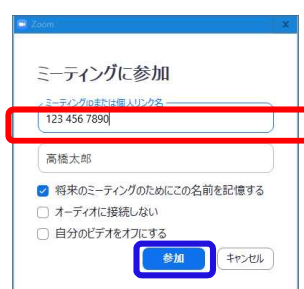 Zoom
ミーティングに参加
ミーティングIDまたは個人リンク名
123 456 7890
高橋太郎
将来のミーティングのためにこの名前を記憶する
オーディオに接続しない
自分のビデオをオフにする
参加 キャンセル